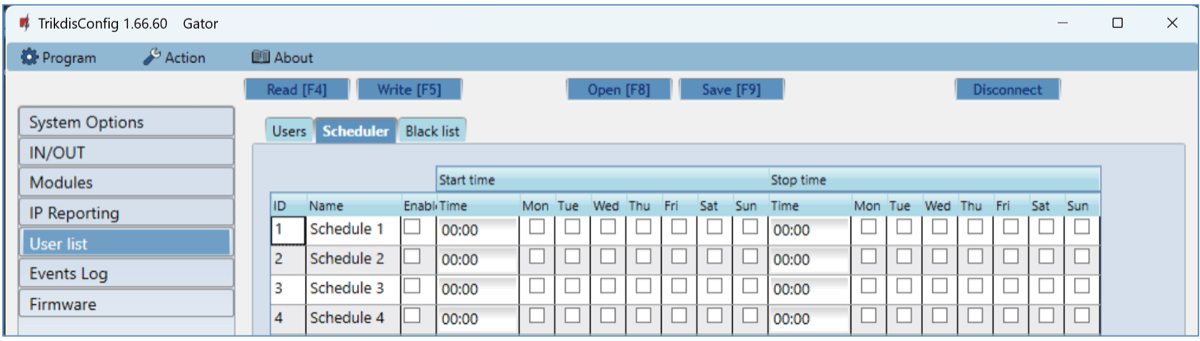 TrikdisConfig 1.66.60 Gator
Program Action About
Read [F4] Write [F5] Open [F8] Save [F9] Disconnect
System Options
IN/OUT
Modules
IP Reporting
User list
Events Log
Firmware
Users Scheduler Black list
Start time Stop time
ID Name Enabl Time Mon Tue Wed Thu Fri Sat Sun Time Mon Tue Wed Thu Fri Sat Sun
1 Schedule 1 00:00 00:00
2 Schedule 2 00:00 00:00
3 Schedule 3 00:00 00:00
4 Schedule 4 00:00 00:00